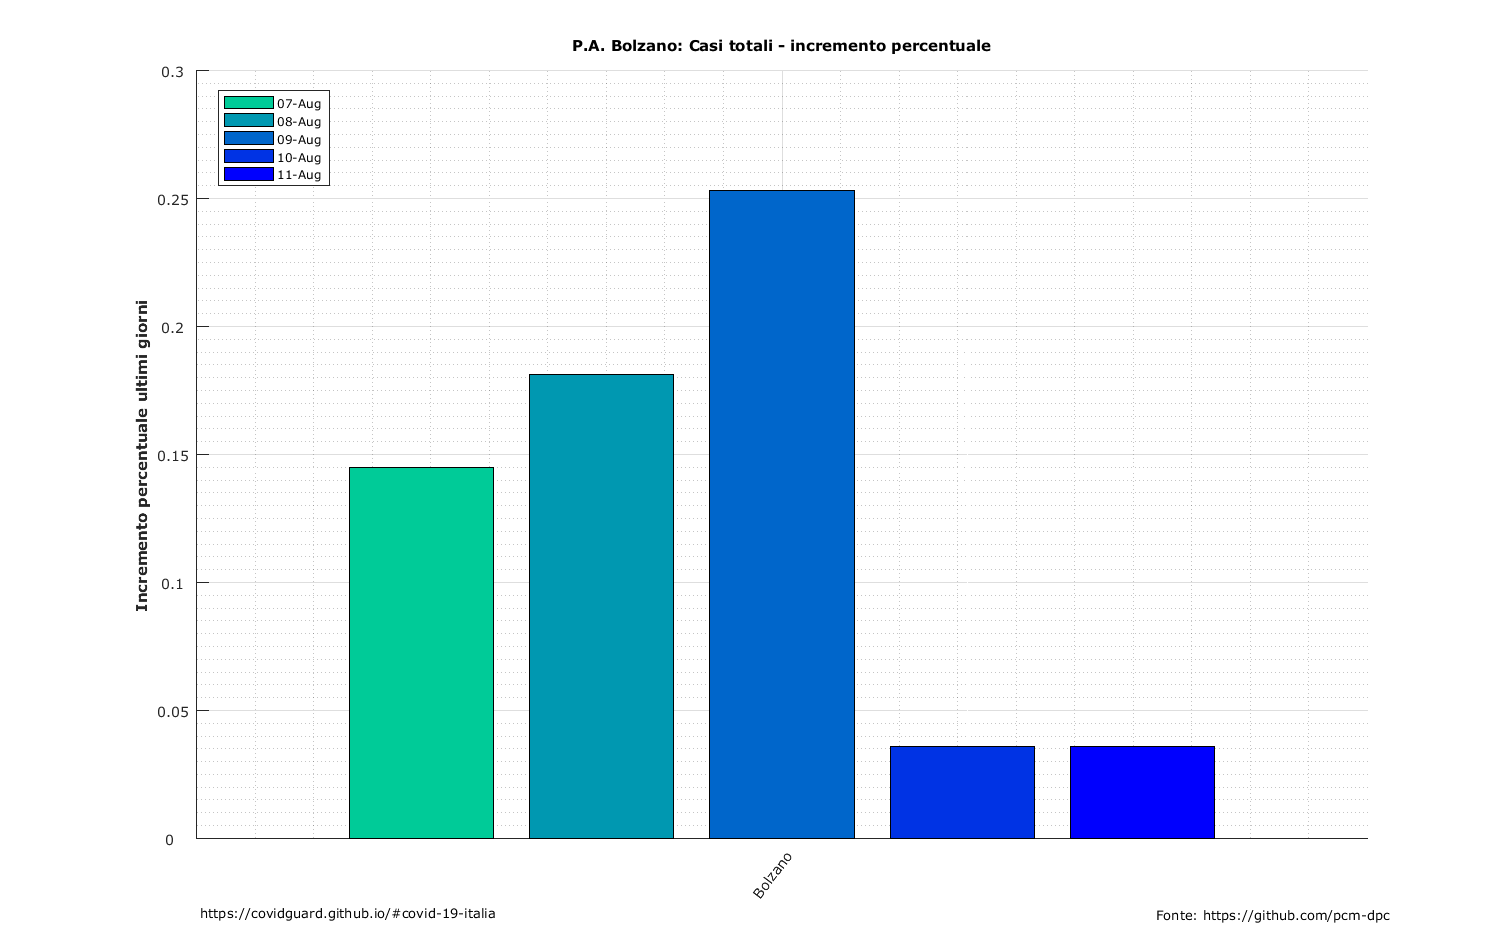 P.A. Bolzano: Casi totali - incremento percentuale
0.3
07-Aug
08-Aug
09-Aug
10-Aug
11-Aug
0.25
0.2
0.15
0.1
0.05
0
Incremento percentuale ultimi giorni
Bolzano
https://covidguard.github.io/#covid-19-italia
Fonte: https://github.com/pcm-dpc